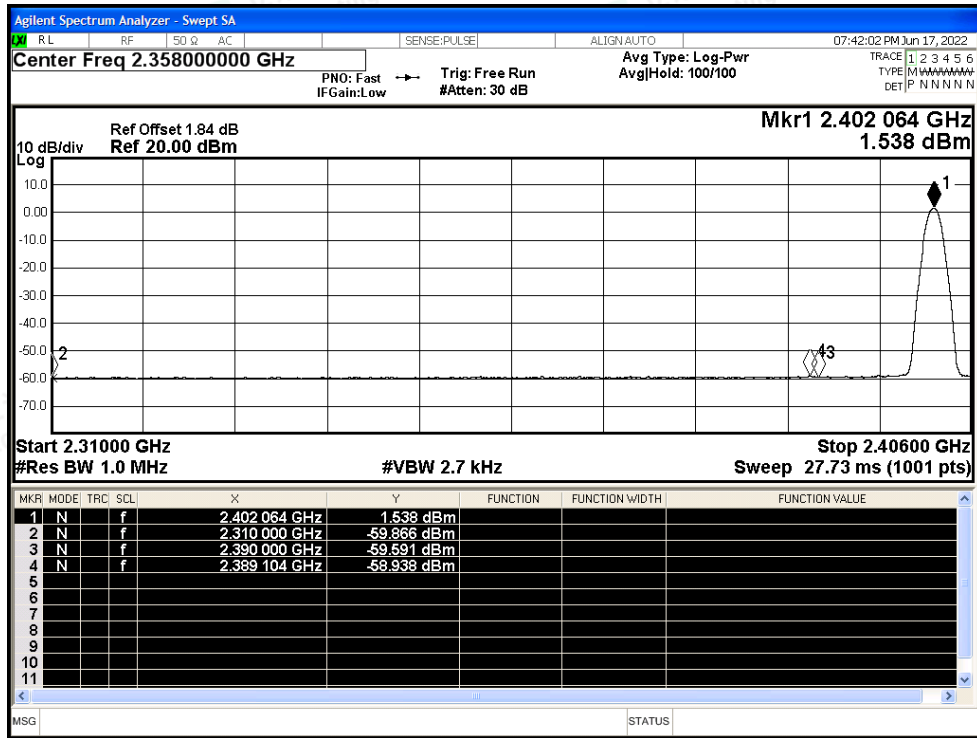 Agilent Spectrum Analyzer - Swept SA
LXI RL RF 50 Ω AC SENSE:PULSE ALIGN AUTO 07:42:02 PM Jun 17, 2022
Center Freq 2.358000000 GHz
PNO: Fast
IFGain:Low
Trig: Free Run
#Atten: 30 dB
Avg Type: Log-Pwr
Avg|Hold: 100/100
TRACE 1 2 3 4 5 6
TYPE M
DET P N N N N N
Ref Offset 1.84 dB
10 dB/div Ref 20.00 dBm
Log
Mkr1 2.402 064 GHz
1.538 dBm
10.0
0.00
-10.0
-20.0
-30.0
-40.0
-50.0
-60.0
-70.0
1
2
43
Start 2.31000 GHz Stop 2.40600 GHz
#Res BW 1.0 MHz #VBW 2.7 kHz Sweep 27.73 ms (1001 pts)
MKR MODE TRC SCL X Y FUNCTION FUNCTION WIDTH FUNCTION VALUE
1 N f 2.402 064 GHz 1.538 dBm
2 N f 2.310 000 GHz -59.866 dBm
3 N f 2.390 000 GHz -59.591 dBm
4 N f 2.389 104 GHz -58.938 dBm
5
6
7
8
9
10
11
MSG STATUS